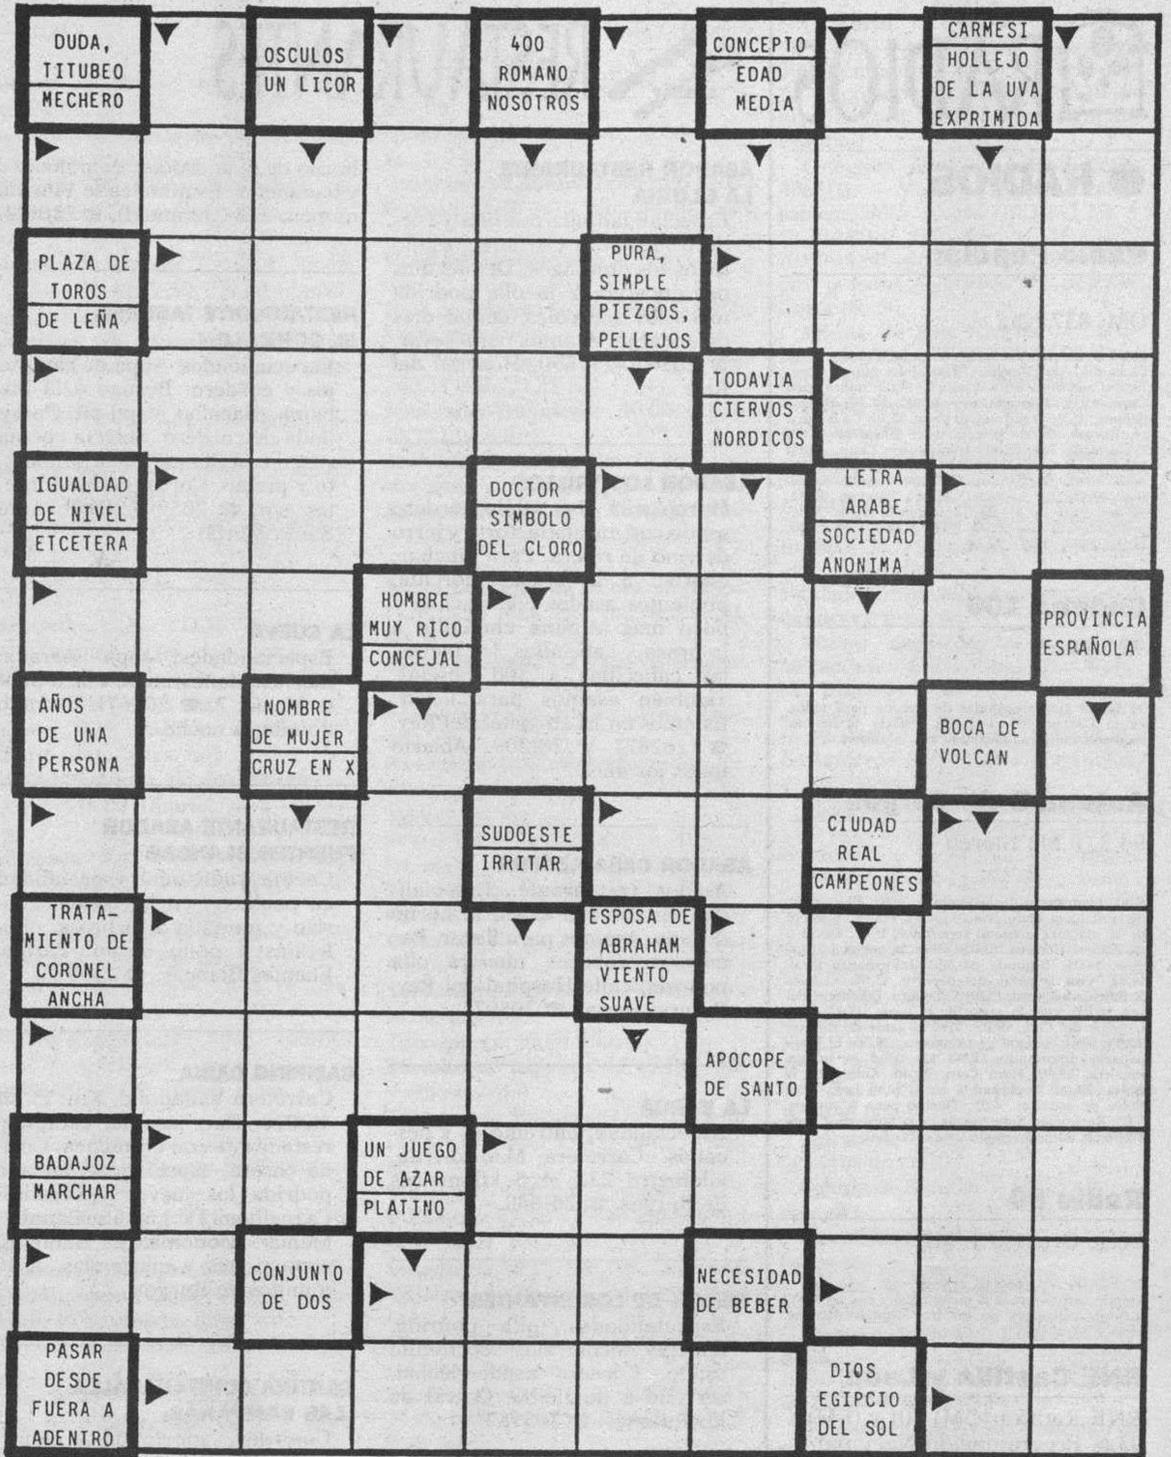 DUDA,
TITUBEO
MECHERO
OSCULOS
UN LICOR
400
ROMANO
NOSOTROS
CONCEPTO
EDAD
MEDIA
CARMESI
HOLLEJO
DE LA UVA
EXPRIMIDA
PLAZA DE
TOROS
DE LEÑA
PURA,
SIMPLE
PIEZGOS,
PELLEJOS
TODAVIA
CIERVOS
NORDICOS
IGUALDAD
DE NIVEL
ETCETERA
DOCTOR
SIMBOLO
DEL CLORO
LETRA
ARABE
SOCIEDAD
ANONIMA
HOMBRE
MUY RICO
CONCEJAL
PROVINCIA
ESPAÑOLA
AÑOS
DE UNA
PERSONA
NOMBRE
DE MUJER
CRUZ EN X
BOCA DE
VOLCAN
SUDOESTE
IRRITAR
CIUDAD
REAL
CAMPEONES
TRATA-
MIENTO DE
CORONEL
ANCHA
ESPOSA DE
ABRAHAM
VIENTO
SUAVE
APOCOPE
DE SANTO
BADAJOZ
MARCHAR
UN JUEGO
DE AZAR
PLATINO
CONJUNTO
DE DOS
NECESIDAD
DE BEBER
PASAR
DESDE
FUERA A
ADENTRO
DIOS
EGIPCIO
DEL SOL